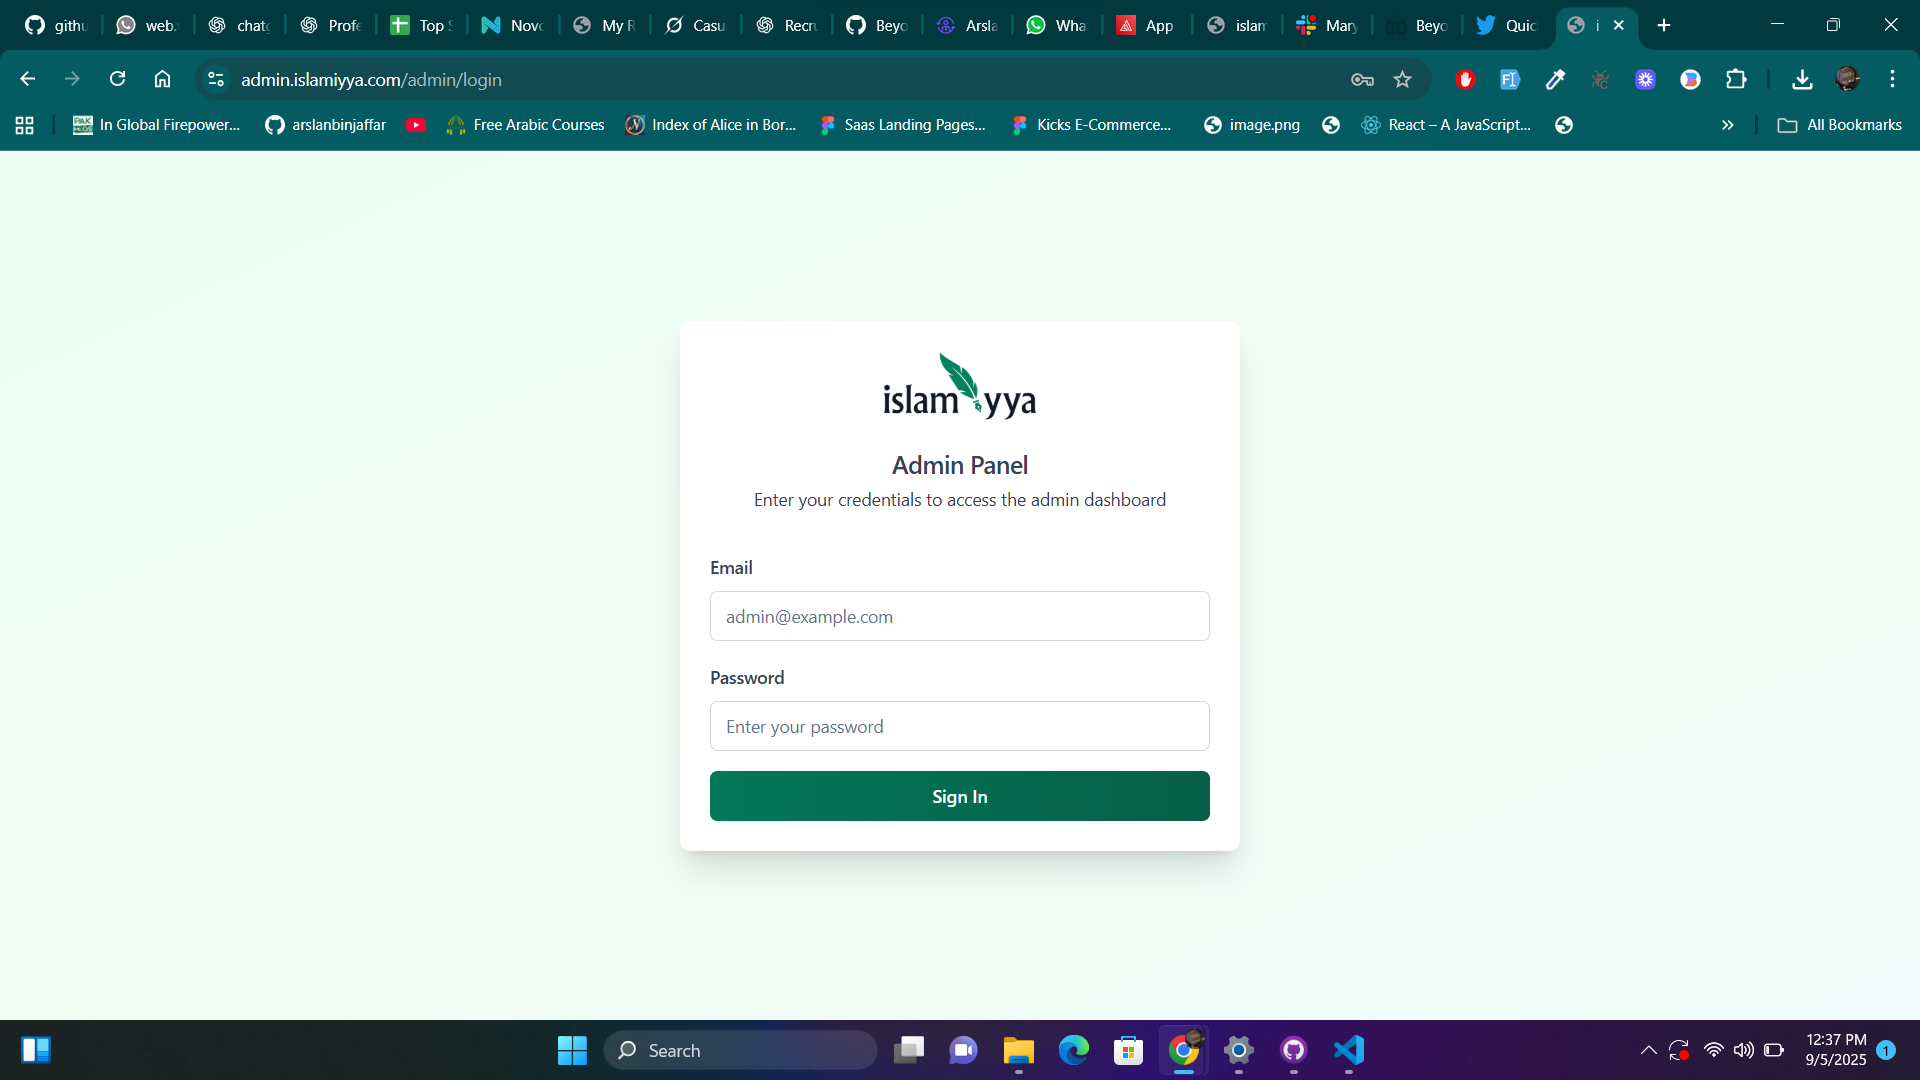 githu
web.
chatg
Profe
Top S
Novo
My R
Casu
Recru
Beyo
Arsla
Wha
App
islam
Mary
Beyo
Quic
i
admin.islamiyya.com/admin/login
In Global Firepower...
arslanbinjaffar
Free Arabic Courses
Index of Alice in Bor...
Saas Landing Pages...
Kicks E-Commerce...
image.png
React – A JavaScript...
All Bookmarks
islamiyya
Admin Panel
Enter your credentials to access the admin dashboard
Email
admin@example.com
Password
Enter your password
Sign In
Search
12:37 PM
9/5/2025
1